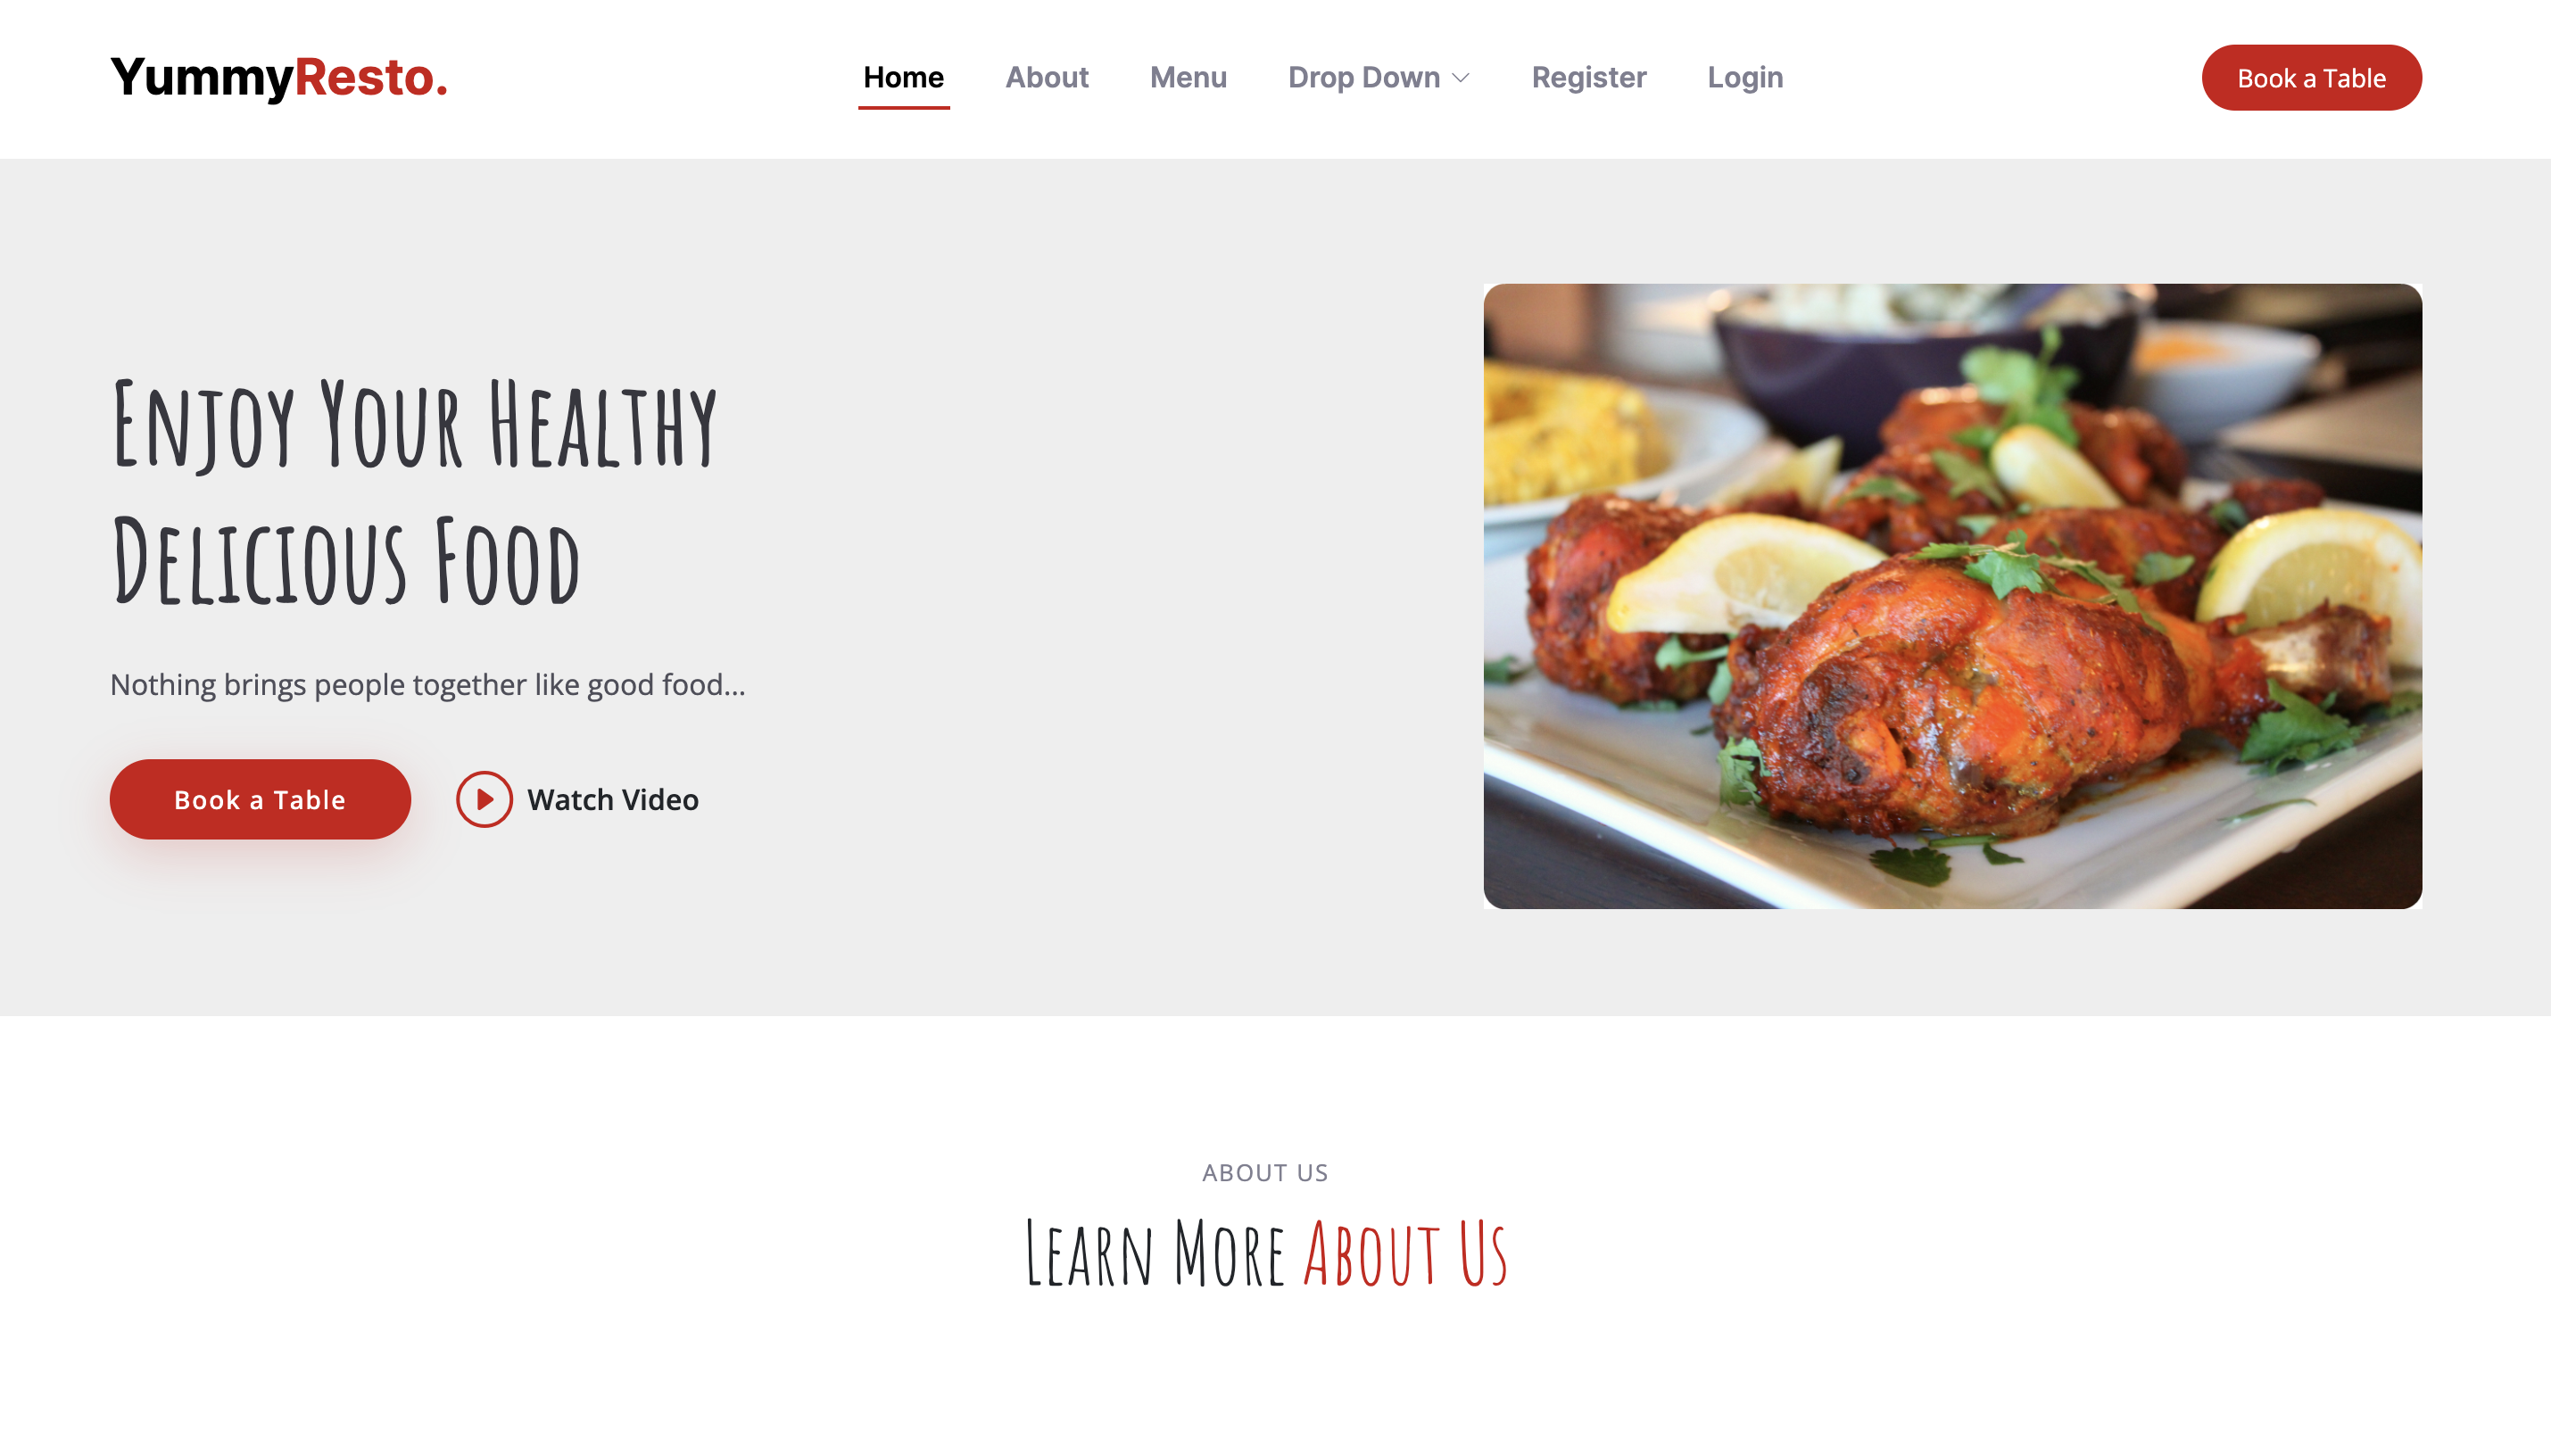 YummyResto.
Home About Menu Drop Down Register Login
Book a Table
Enjoy Your Healthy
Delicious Food
Nothing brings people together like good food...
Book a Table
Watch Video
ABOUT US
Learn More About Us